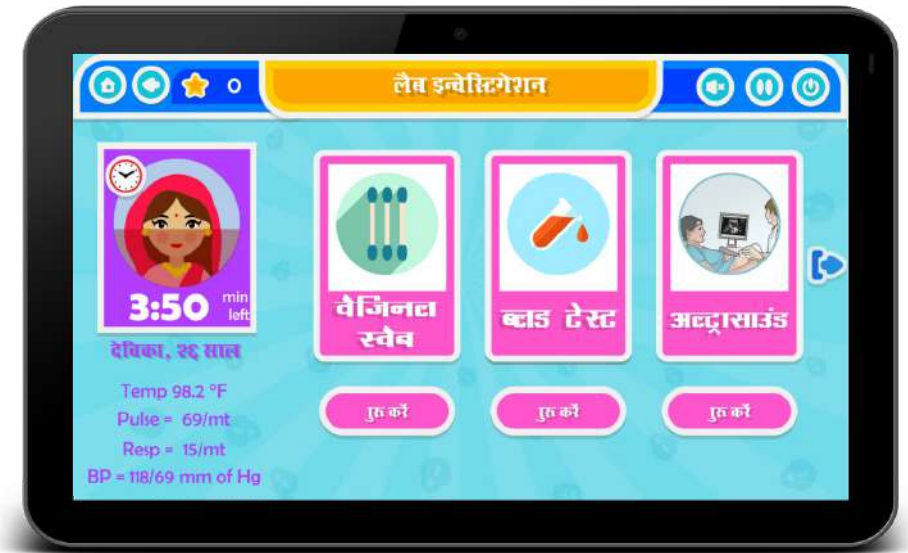 0
लैब इन्वेस्टिगेशन
3:50 min left
देविका, २६ साल
Temp 98.2 °F
Pulse = 69/mt
Resp = 15/mt
BP = 118/69 mm of Hg
वैजिनल
स्वैब
ब्लड टेस्ट
अल्ट्रासाउंड
शुरू करें
शुरू करें
शुरू करें